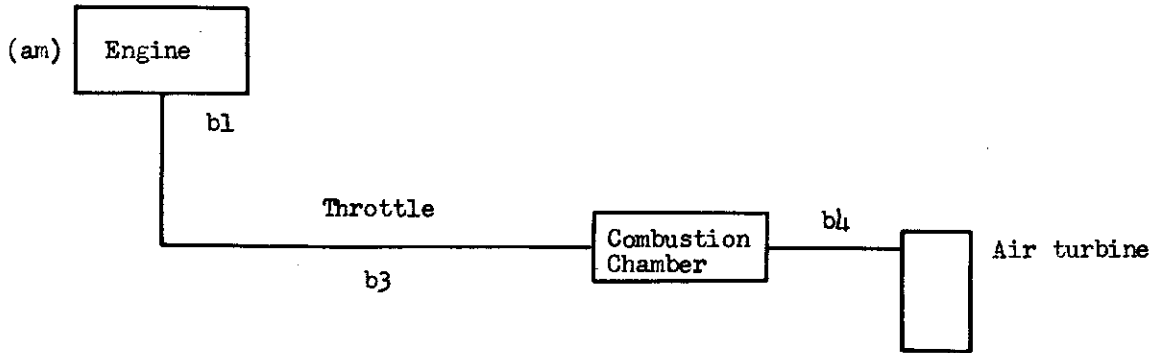 (am) Engine
b1
Throttle
b3
Combustion
Chamber
b4
Air turbine